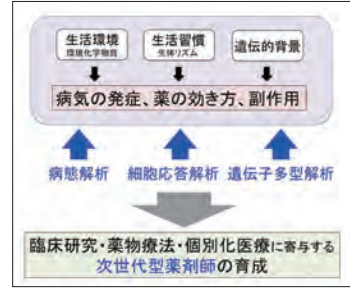 生活環境 生活習慣 遺伝的背景
環境化学物質 生体リズム
病気の発症、薬の効き方、副作用
病態解析 細胞応答解析 遺伝子多型解析
臨床研究・薬物療法・個別化医療に寄与する
次世代型薬剤師の育成